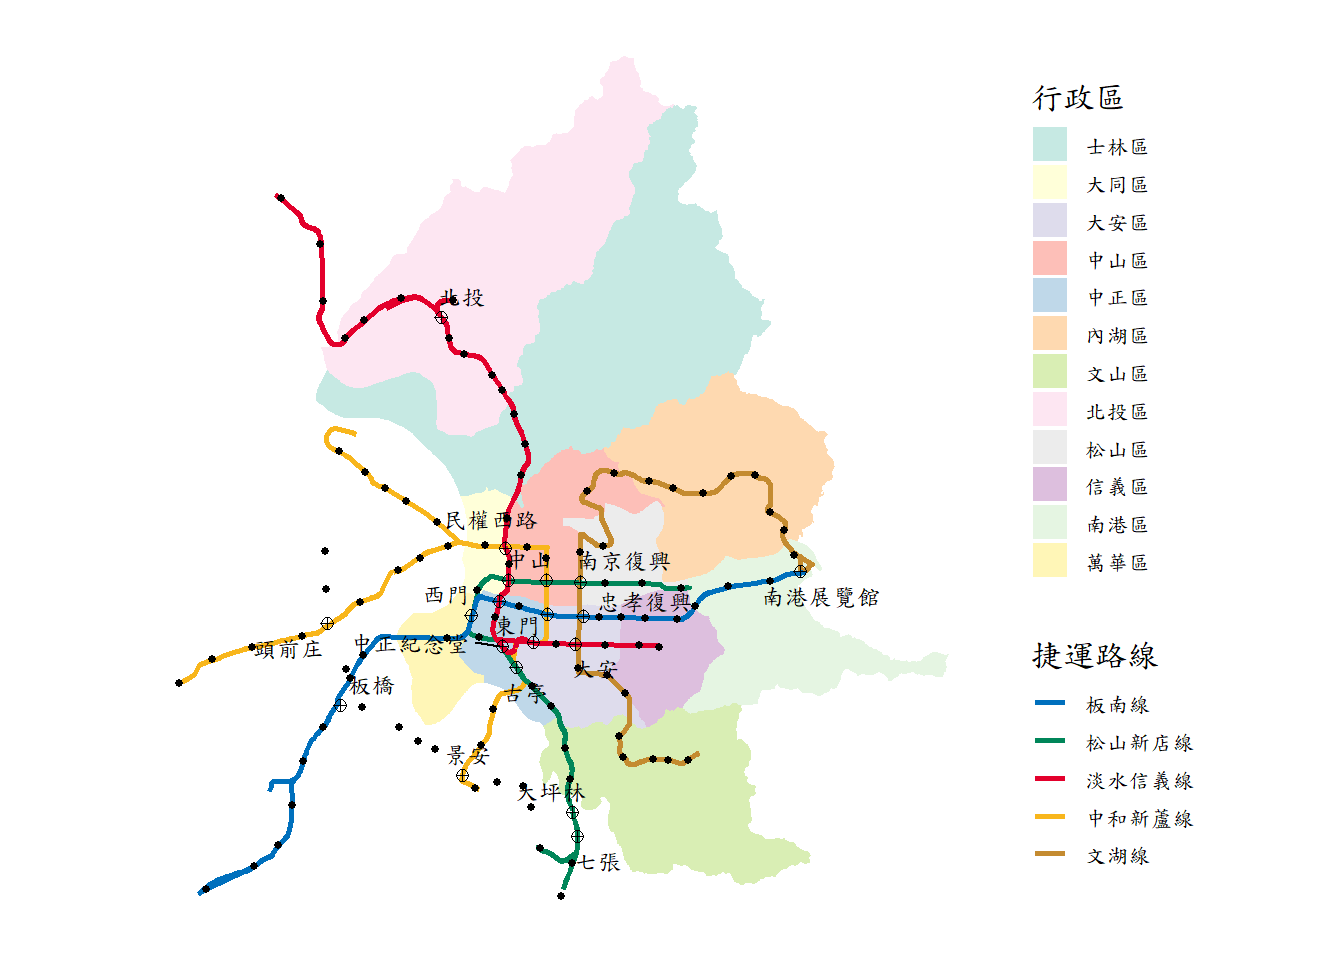 行政區
士林區
大同區
大安區
中山區
中正區
內湖區
文山區
北投區
松山區
信義區
南港區
萬華區
捷運路線
板南線
松山新店線
淡水信義線
中和新蘆線
文湖線
北投
民權西路
中山
南京復興
西門
忠孝復興
南港展覽館
東門
中正紀念堂
頭前庄
大安
板橋
古亭
景安
大坪林
七張